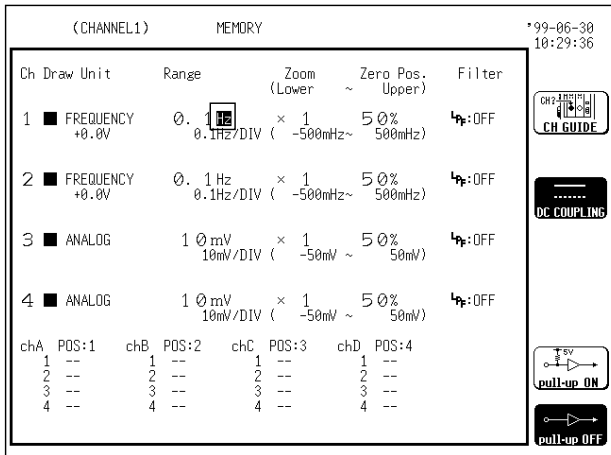 (CHANNEL1) MEMORY '99-06-30
10:29:36
Ch Draw Unit Range Zoom Zero Pos. Filter
(Lower ~ Upper)
1 FREQUENCY 0. 1Hz × 1 50% LPF:OFF
+0.0V 0.1Hz/DIV ( -500mHz~ 500mHz)
2 FREQUENCY 0. 1Hz × 1 50% LPF:OFF
+0.0V 0.1Hz/DIV ( -500mHz~ 500mHz)
3 ANALOG 10mV × 1 50% LPF:OFF
10mV/DIV ( -50mV ~ 50mV)
4 ANALOG 10mV × 1 50% LPF:OFF
10mV/DIV ( -50mV ~ 50mV)
chA POS:1 chB POS:2 chC POS:3 chD POS:4
1 -- 1 -- 1 -- 1 --
2 -- 2 -- 2 -- 2 --
3 -- 3 -- 3 -- 3 --
4 -- 4 -- 4 -- 4 --
CH2
CH GUIDE
DC COUPLING
5V
pull-up ON
pull-up OFF